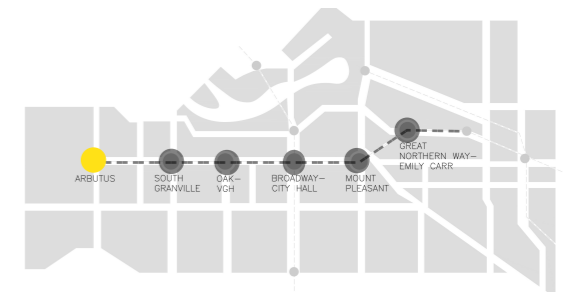 ARBUTUS
SOUTH
GRANVILLE
OAK–
VGH
BROADWAY–
CITY HALL
MOUNT
PLEASANT
GREAT
NORTHERN WAY–
EMILY CARR